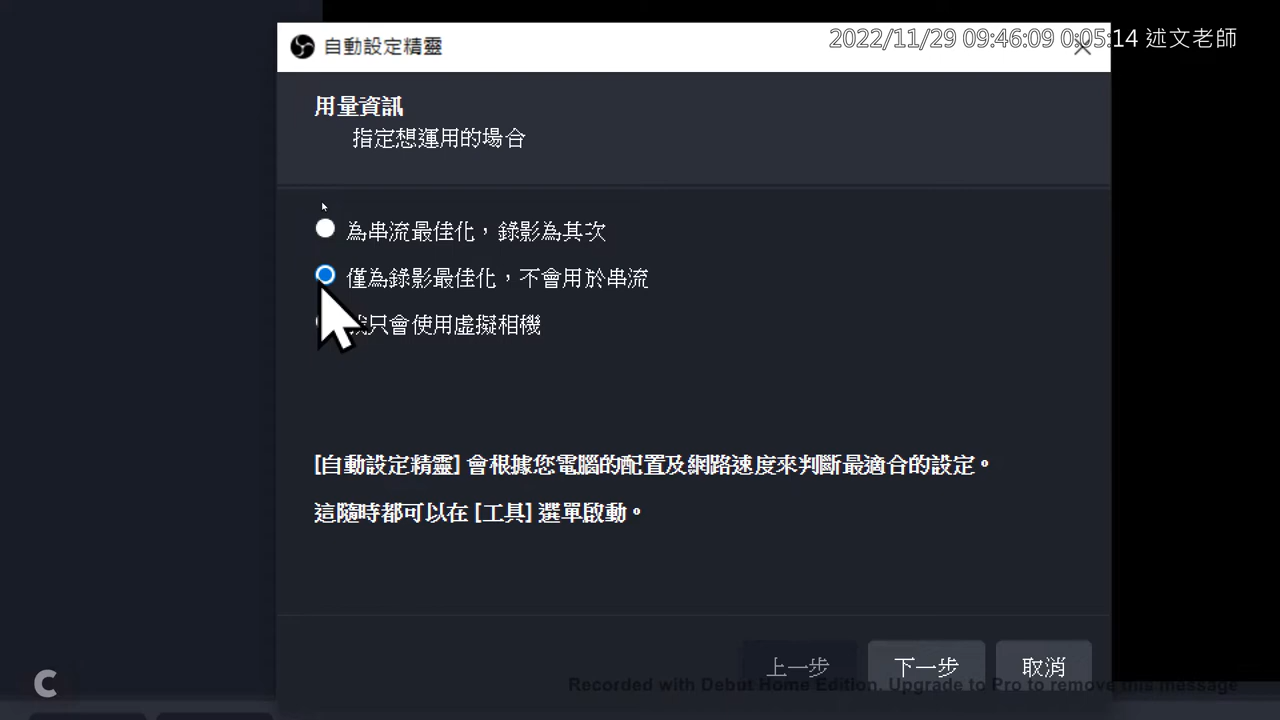 自動設定精靈
2022/11/29 09:46:09 0:05:14 述文老師
用量資訊
指定想運用的場合
為串流最佳化，錄影為其次
僅為錄影最佳化，不會用於串流
我只會使用虛擬相機
[自動設定精靈] 會根據您電腦的配置及網路速度來判斷最適合的設定。
這隨時都可以在 [工具] 選單啟動。
上一步
下一步
取消
Recorded with Debut Home Edition. Upgrade to Pro to remove this message
C